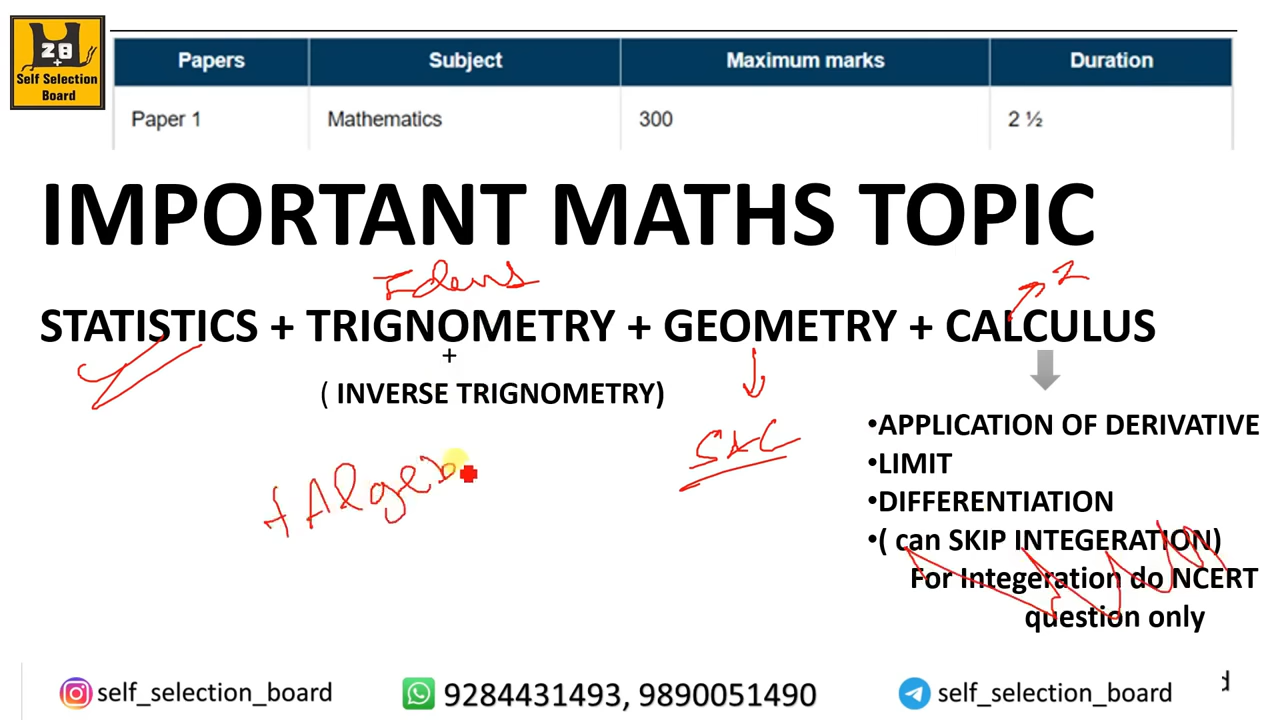 28
+
Self Selection
Board
Papers Subject Maximum marks Duration
Paper 1 Mathematics 300 2 ½
IMPORTANT MATHS TOPIC
STATISTICS + TRIGNOMETRY + GEOMETRY + CALCULUS
+
( INVERSE TRIGNOMETRY)
+ Algeb
•APPLICATION OF DERIVATIVE
•LIMIT
•DIFFERENTIATION
•( can SKIP INTEGERATION)
For Integeration do NCERT
question only
self_selection_board
9284431493, 9890051490
self_selection_board